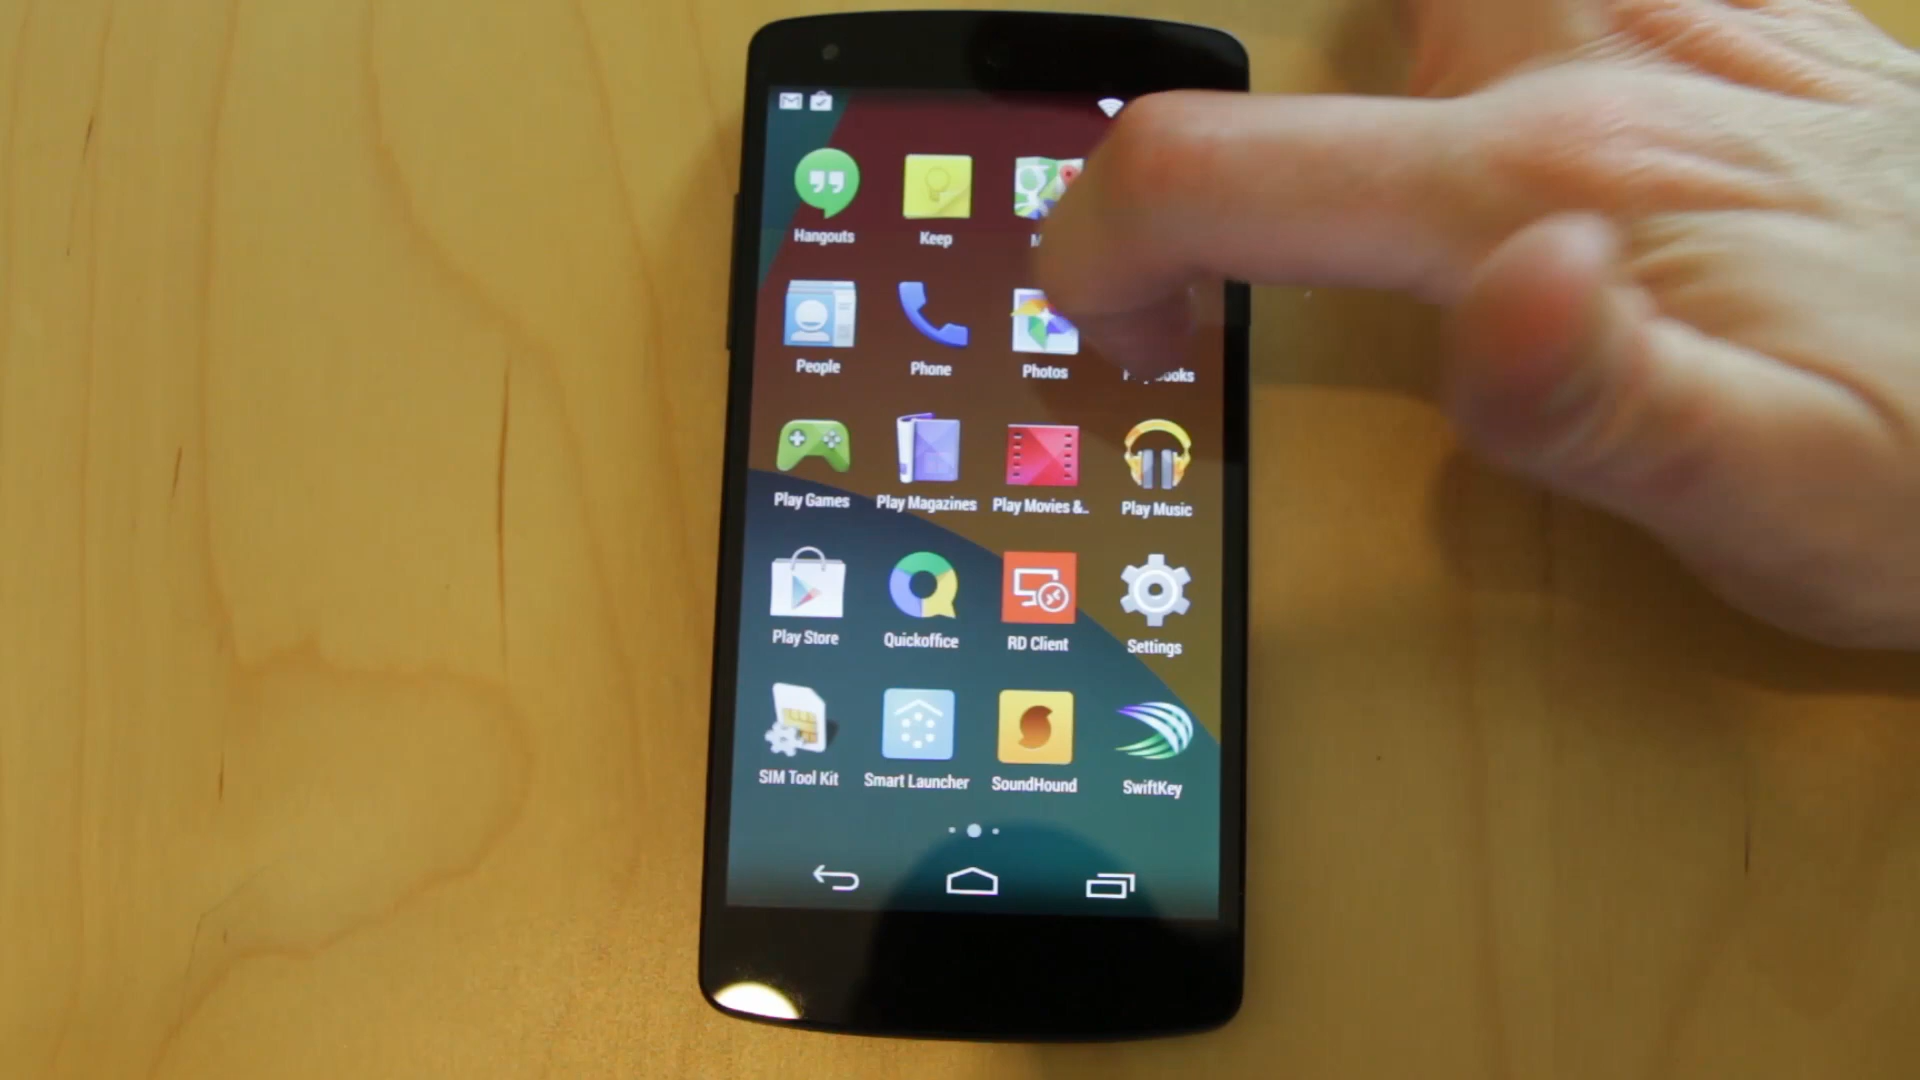 Hangouts Keep
People Phone Photos
Play Games Play Magazines Play Movies &.. Play Music
Play Store Quickoffice RD Client Settings
SIM Tool Kit Smart Launcher SoundHound SwiftKey